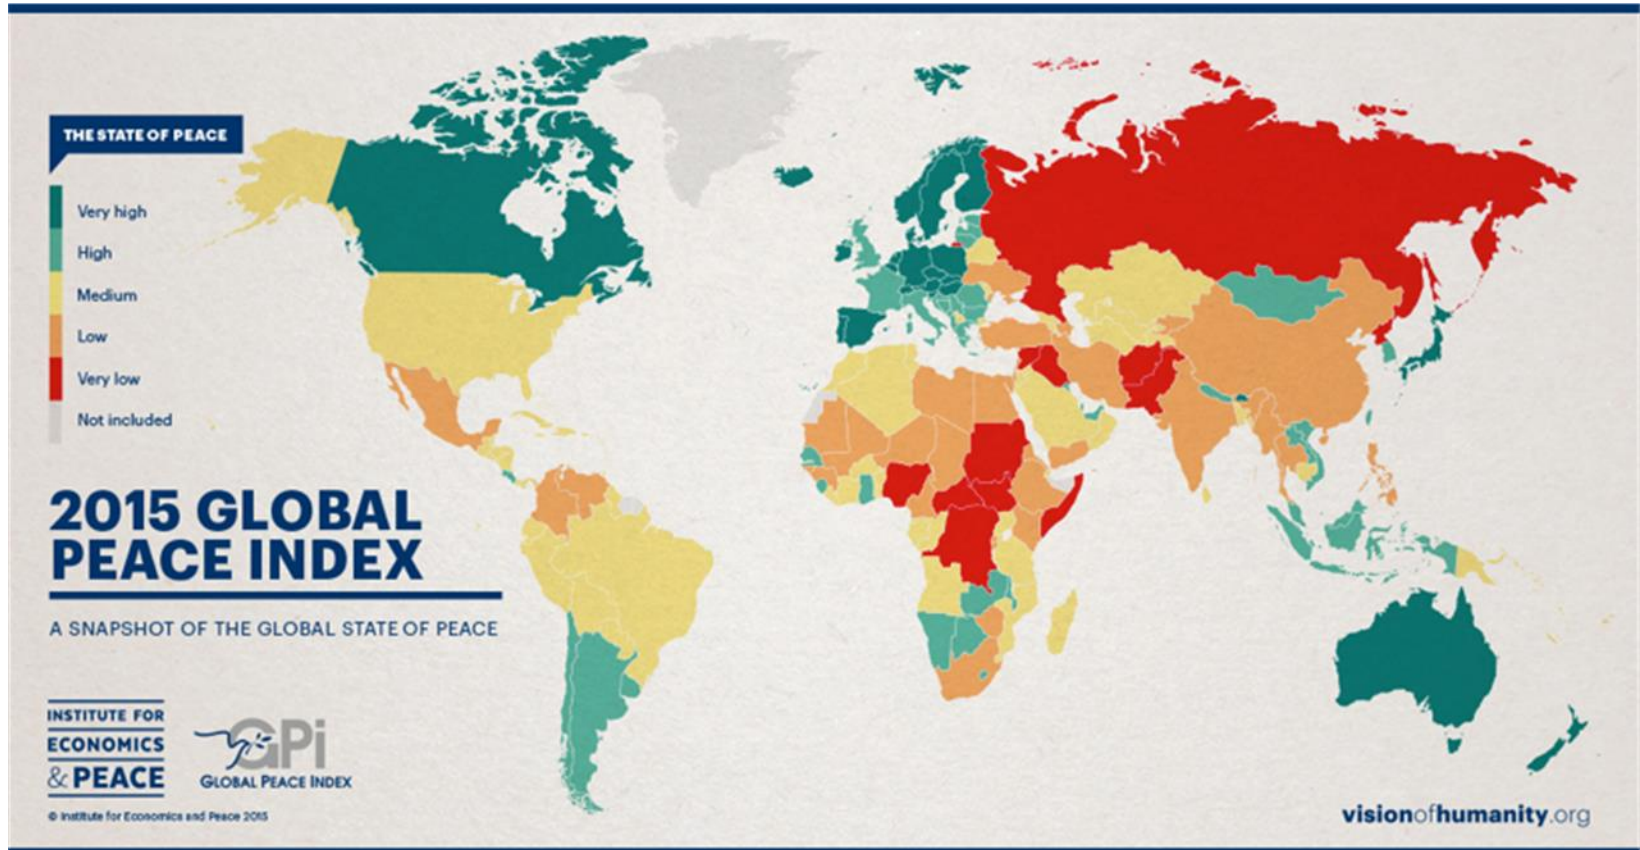 THE STATE OF PEACE
Very high
High
Medium
Low
Very low
Not included
2015 GLOBAL
PEACE INDEX
A SNAPSHOT OF THE GLOBAL STATE OF PEACE
INSTITUTE FOR
ECONOMICS
& PEACE
GPi
GLOBAL PEACE INDEX
© Institute for Economics and Peace 2015
visionofhumanity.org